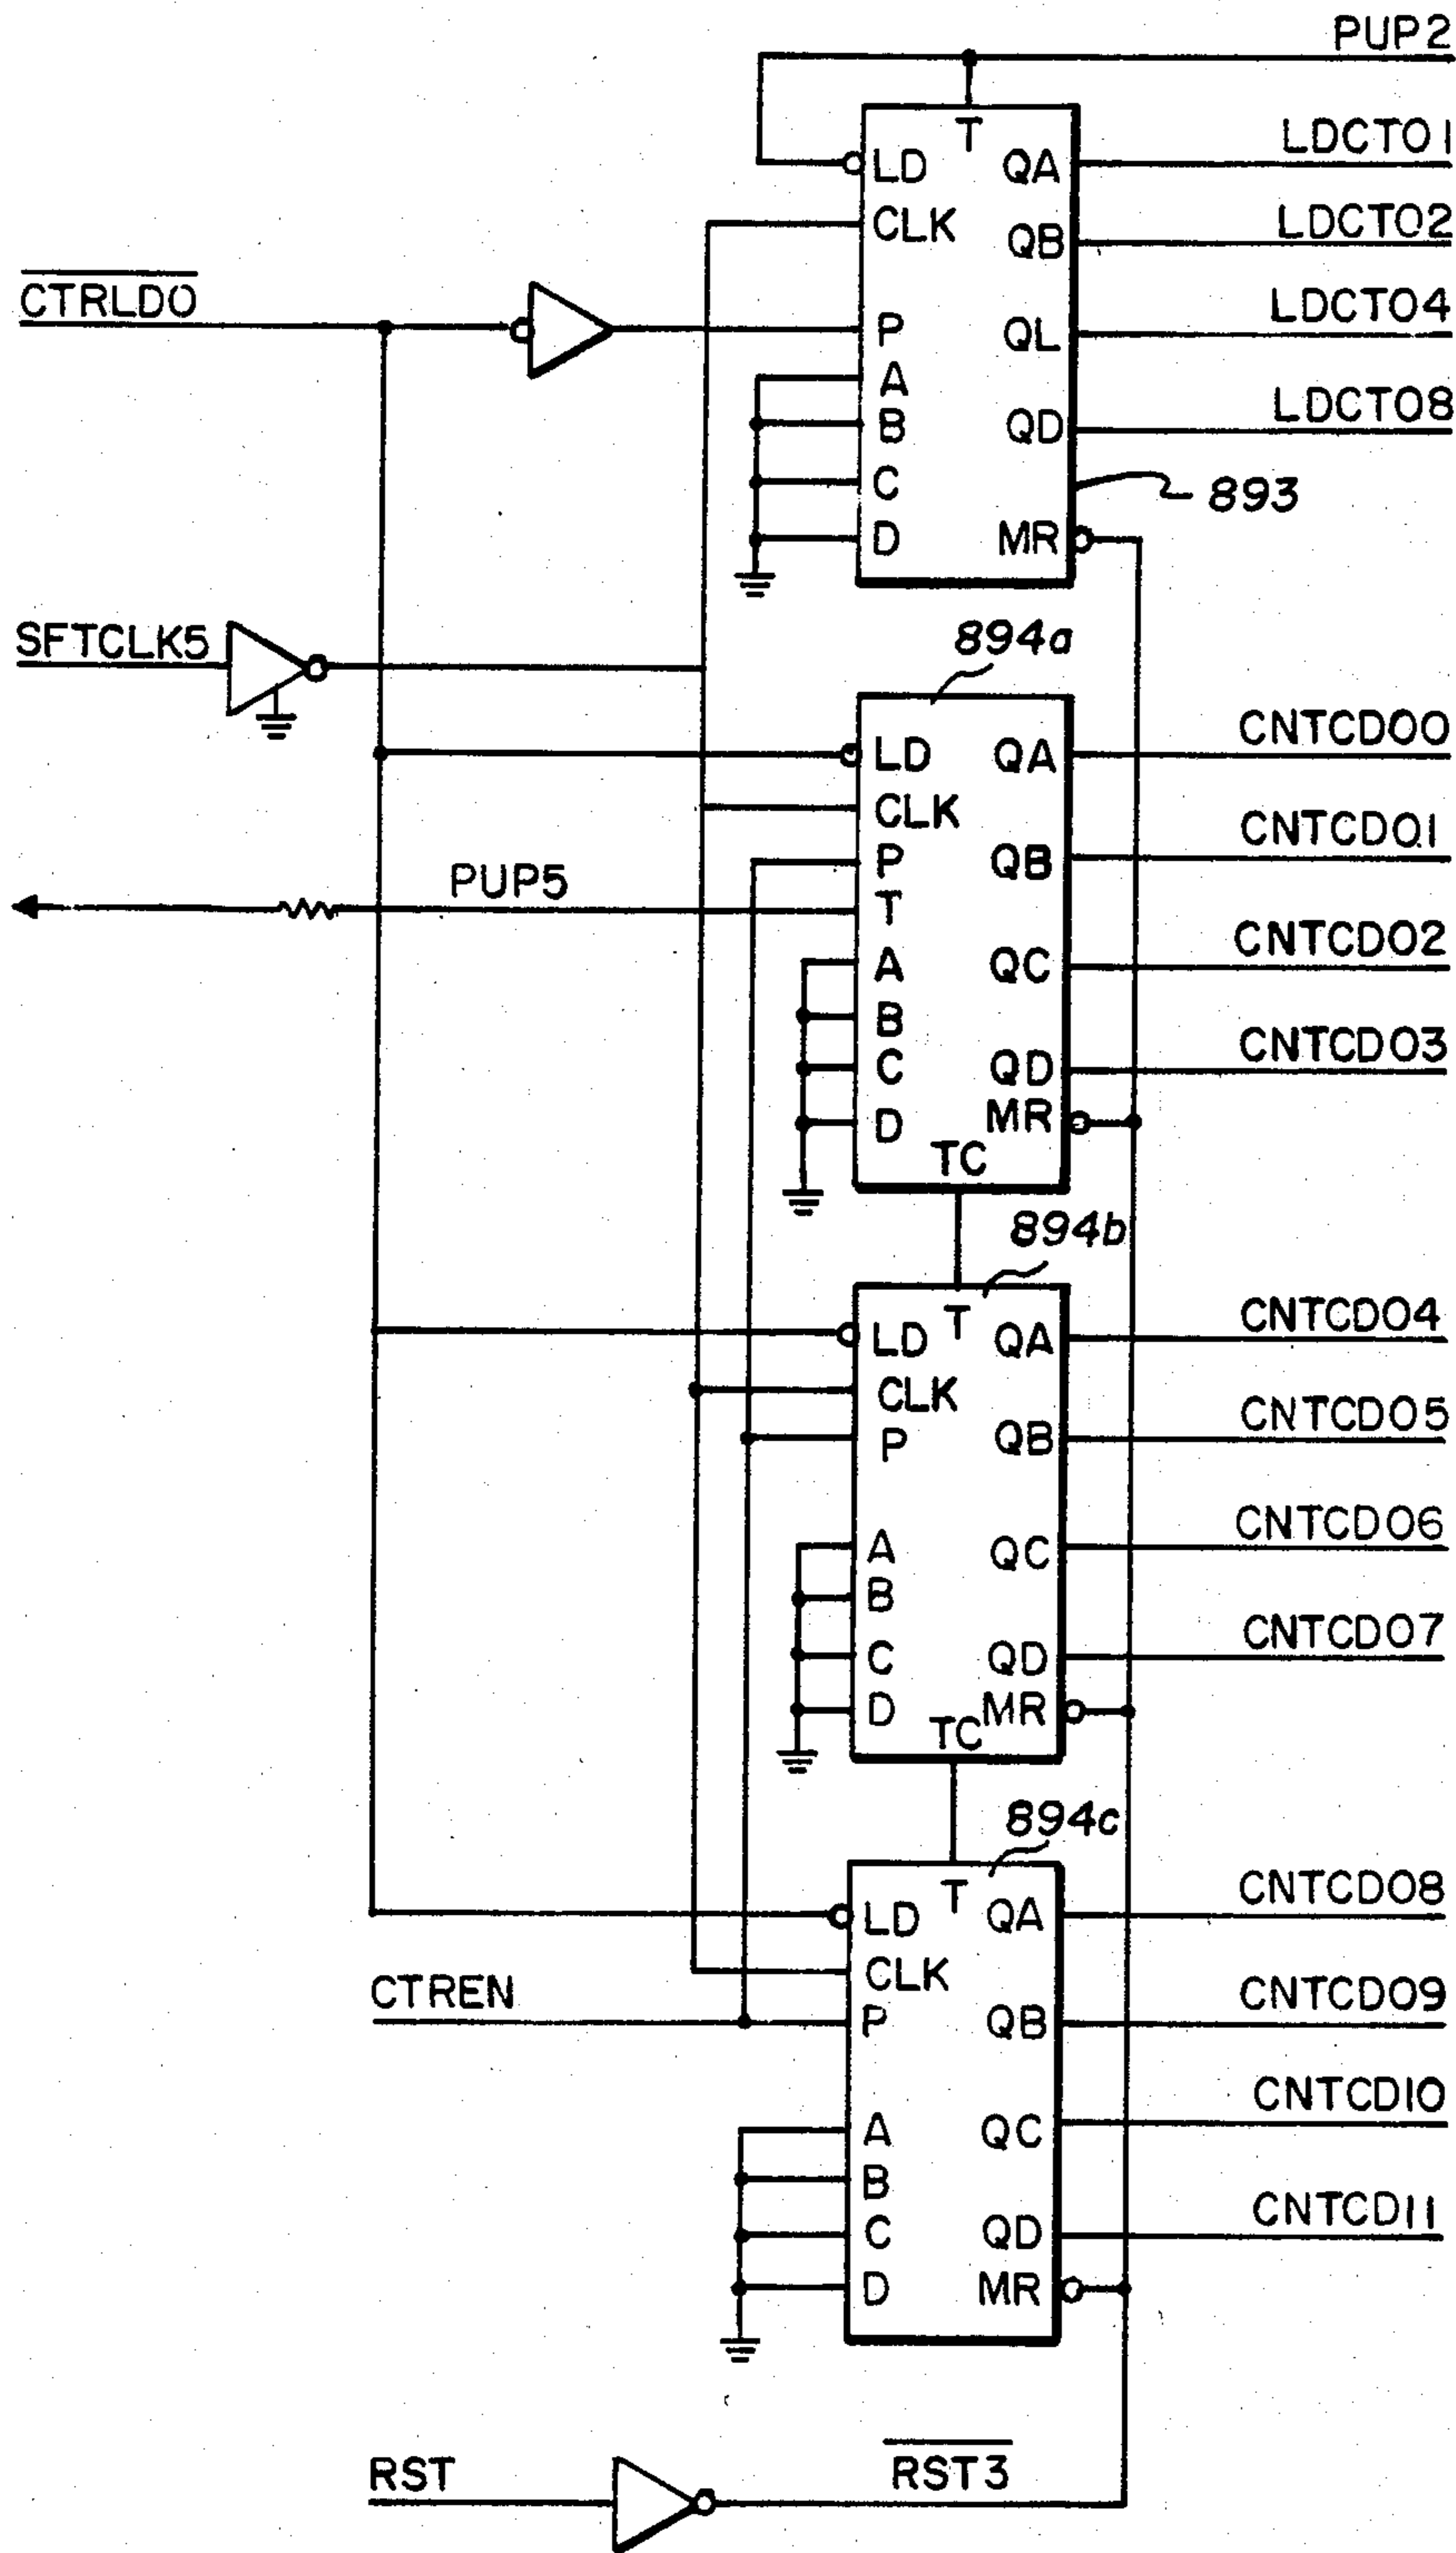 PUP2
T
LDCT01
LD QA
LDCT02
CLK QB
CTRLD0
LDCT04
P QL
A
LDCT08
B QD
C
893
D MR
894a
SFTCLK5
CNTCD00
LD QA
CLK
CNTCD01
P QB
PUP5
T
CNTCD02
A QC
B
CNTCD03
C QD
D MR
TC
894b
CNTCD04
T
LD QA
CLK
CNTCD05
P QB
CNTCD06
A QC
B
CNTCD07
C QD
D MR
TC
894c
CNTCD08
T
LD QA
CLK
CTREN
CNTCD09
P QB
CNTCD10
A QC
B
CNTCD11
C QD
D MR
RST
RST3